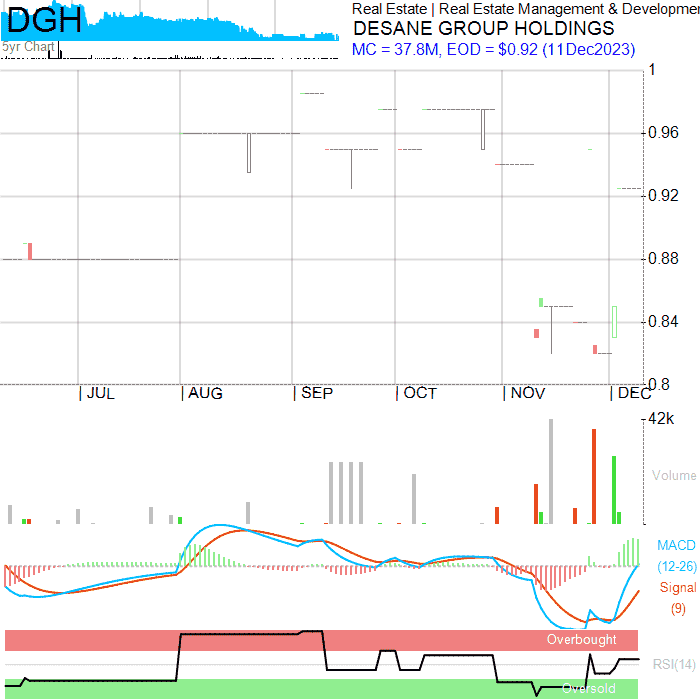 DGH
5yr Chart
Real Estate | Real Estate Management & Developmen
DESANE GROUP HOLDINGS
MC = 37.8M, EOD = $0.92 (11Dec2023)
1
0.96
0.92
0.88
0.84
0.8
JUL AUG SEP OCT NOV DEC
42k
Volume
MACD
(12-26)
Signal
(9)
Overbought
RSI(14)
Oversold